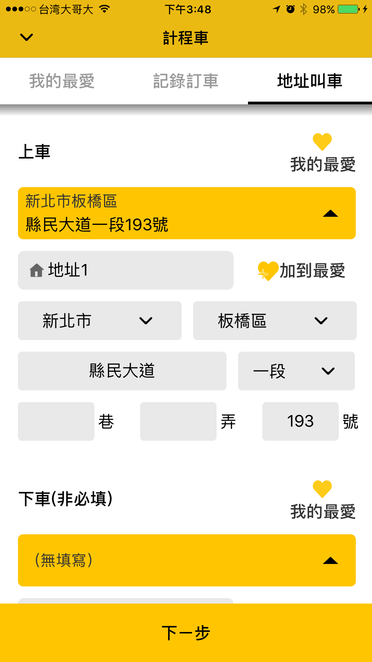 台湾大哥大 下午3:48 98%
計程車
我的最愛 記錄訂車 地址叫車
上車
我的最愛
新北市板橋區
縣民大道一段193號
地址1 加到最愛
新北市 板橋區
縣民大道 一段
巷 弄 193 號
下車(非必填)
我的最愛
(無填寫)
下一步